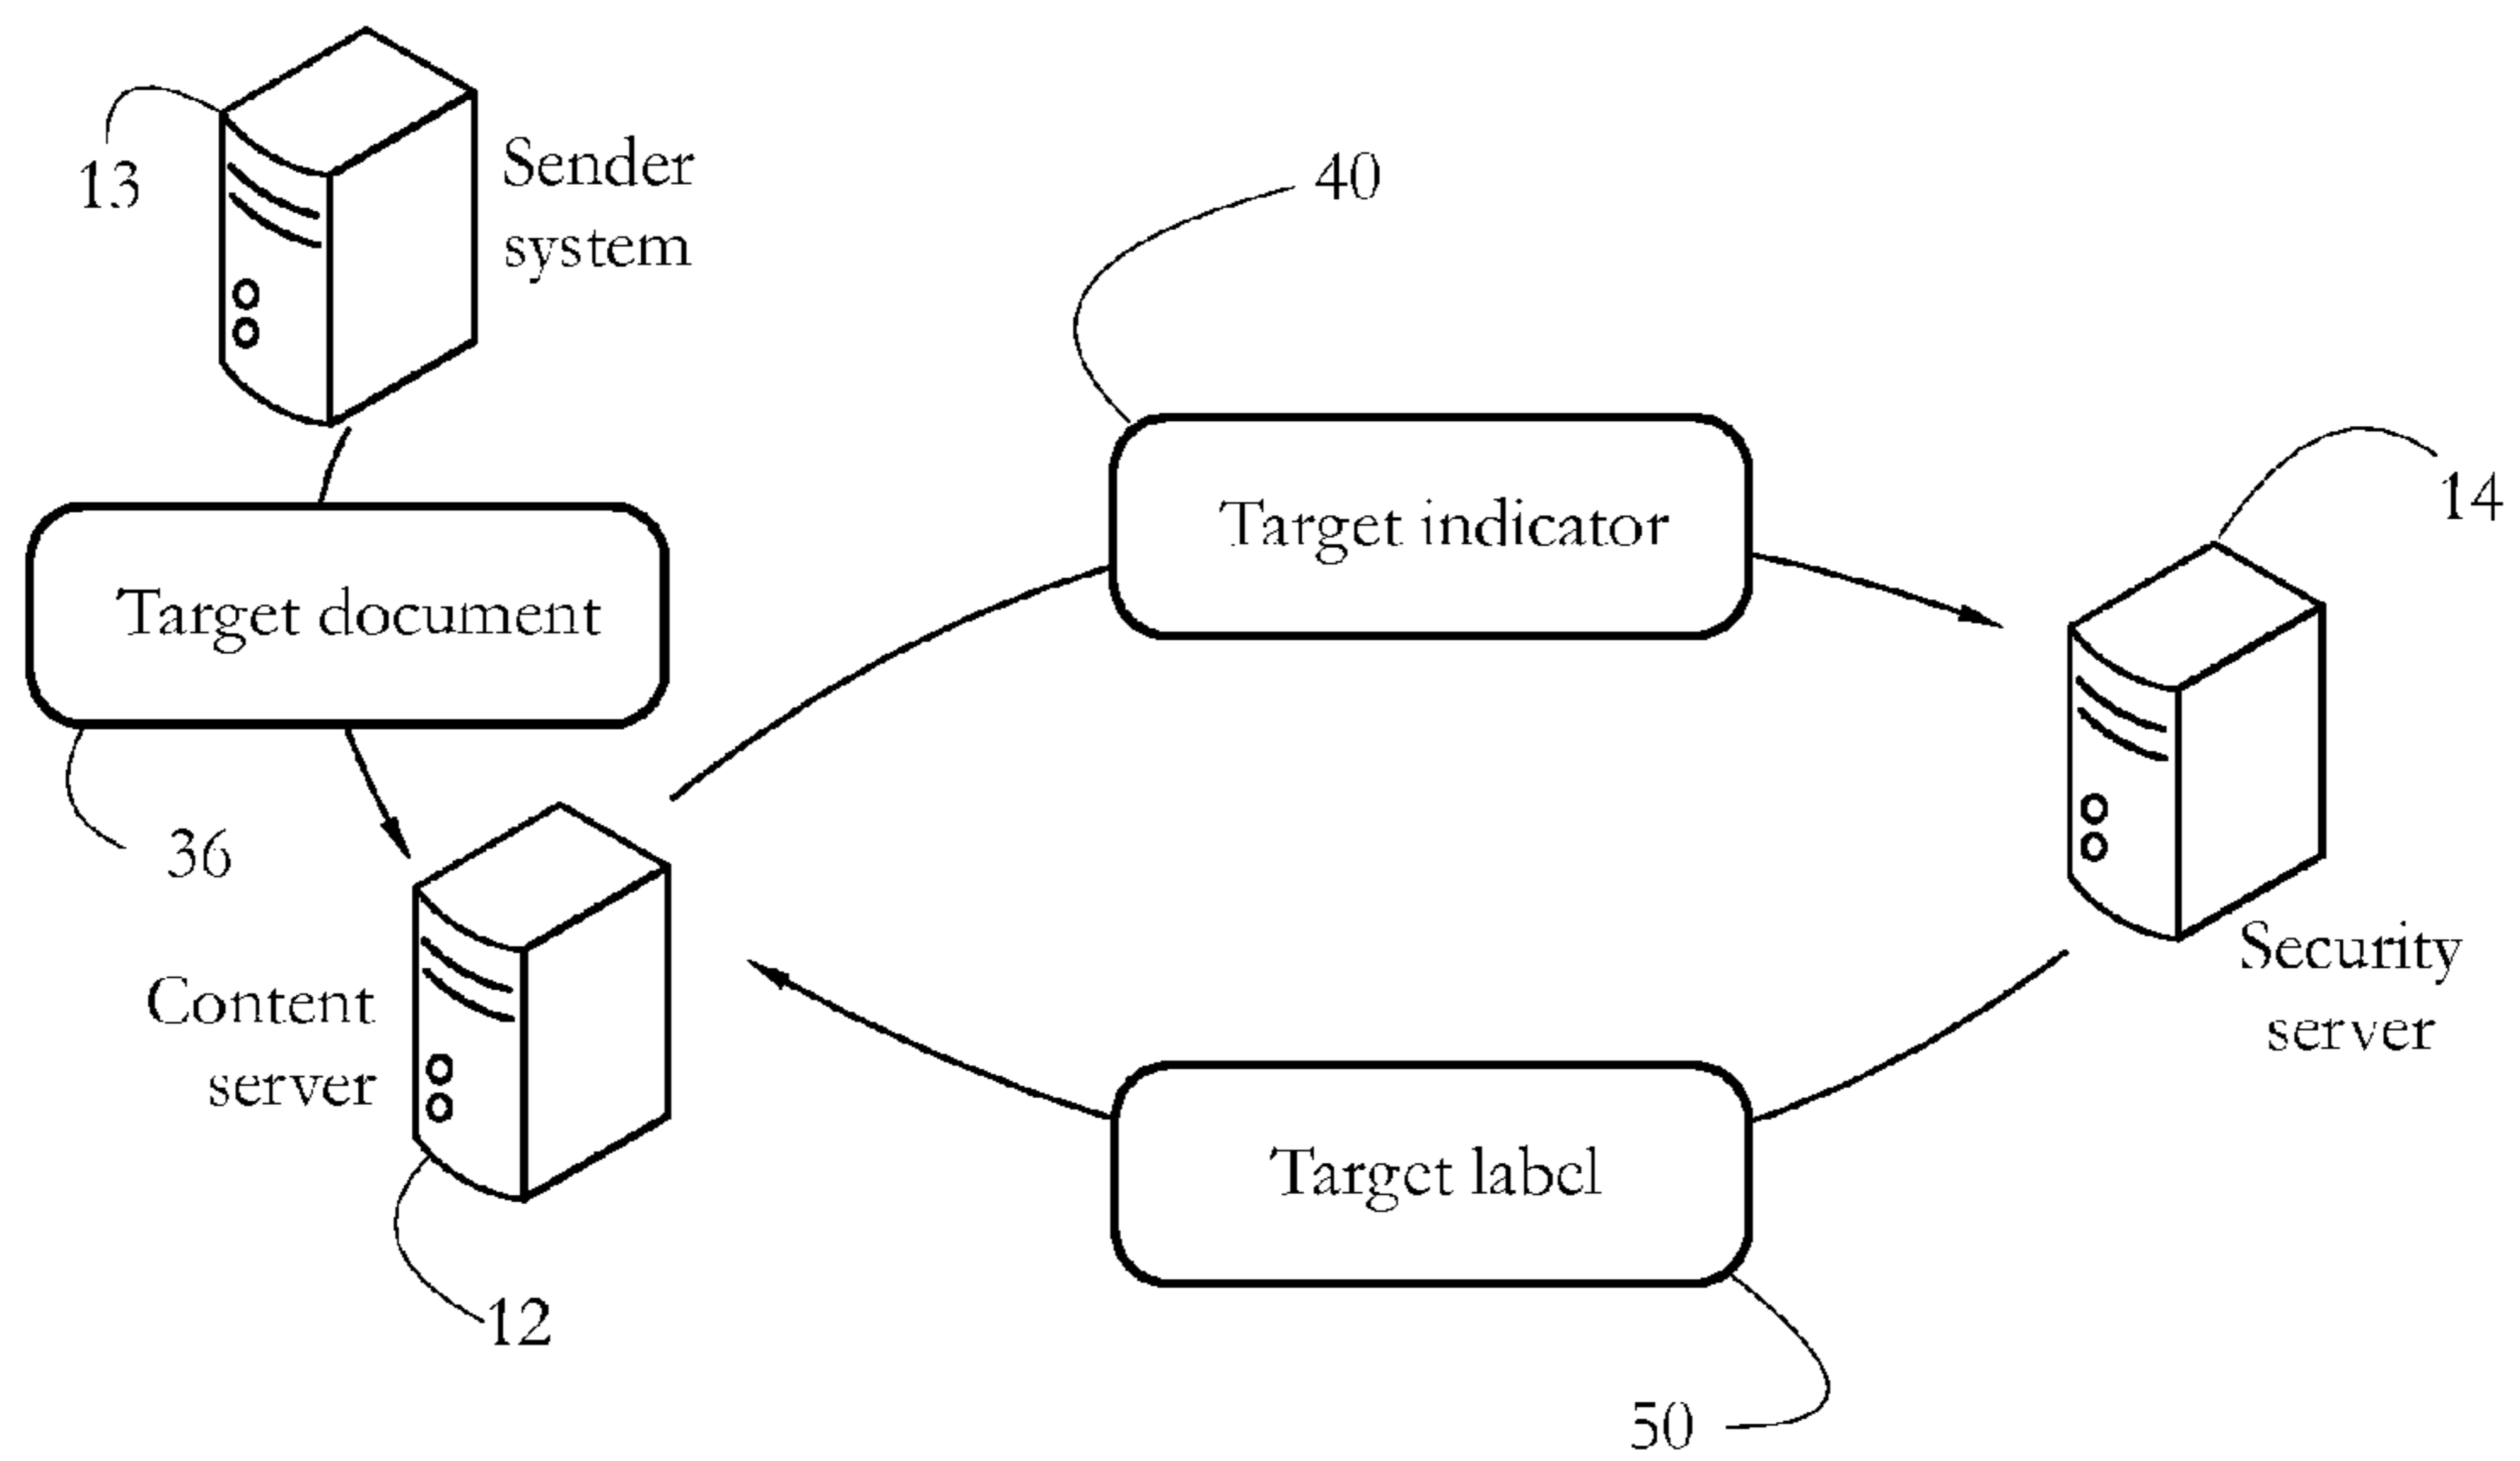 13
Sender
system
40
Target indicator
14
Target document
36
Content
server
12
Security
server
Target label
50